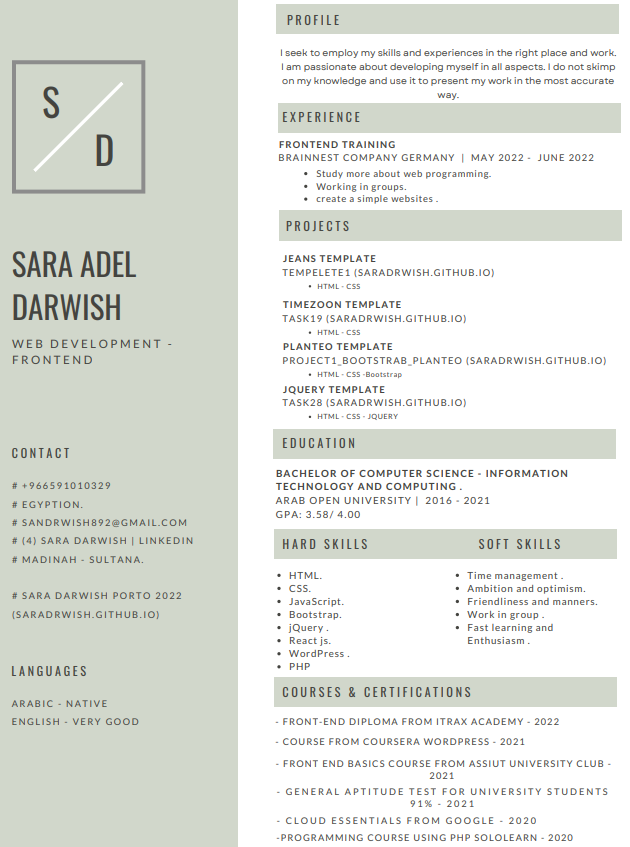 S
D
SARA ADEL
DARWISH
WEB DEVELOPMENT -
FRONTEND
CONTACT
# +966591010329
# EGYPTION.
# SANDRWISH892@GMAIL.COM
# (4) SARA DARWISH | LINKEDIN
# MADINAH - SULTANA.
# SARA DARWISH PORTO 2022
(SARADRWISH.GITHUB.IO)
LANGUAGES
ARABIC - NATIVE
ENGLISH - VERY GOOD
PROFILE
I seek to employ my skills and experiences in the right place and work.
I am passionate about developing myself in all aspects. I do not skimp
on my knowledge and use it to present my work in the most accurate
way.
EXPERIENCE
FRONTEND TRAINING
BRAINNEST COMPANY GERMANY | MAY 2022 - JUNE 2022
• Study more about web programming.
• Working in groups.
• create a simple websites .
PROJECTS
JEANS TEMPLATE
TEMPELETE1 (SARADRWISH.GITHUB.IO)
• HTML - CSS
TIMEZOON TEMPLATE
TASK19 (SARADRWISH.GITHUB.IO)
• HTML - CSS
PLANTEO TEMPLATE
PROJECT1_BOOTSTRAB_PLANTEO (SARADRWISH.GITHUB.IO)
• HTML - CSS -Bootstrap
JQUERY TEMPLATE
TASK28 (SARADRWISH.GITHUB.IO)
• HTML - CSS - JQUERY
EDUCATION
BACHELOR OF COMPUTER SCIENCE - INFORMATION
TECHNOLOGY AND COMPUTING .
ARAB OPEN UNIVERSITY | 2016 - 2021
GPA: 3.58/ 4.00
HARD SKILLS
• HTML.
• CSS.
• JavaScript.
• Bootstrap.
• jQuery .
• React js.
• WordPress .
• PHP
SOFT SKILLS
• Time management .
• Ambition and optimism.
• Friendliness and manners.
• Work in group .
• Fast learning and
Enthusiasm .
COURSES & CERTIFICATIONS
- FRONT-END DIPLOMA FROM ITRAX ACADEMY - 2022
- COURSE FROM COURSERA WORDPRESS - 2021
- FRONT END BASICS COURSE FROM ASSIUT UNIVERSITY CLUB -
2021
- GENERAL APTITUDE TEST FOR UNIVERSITY STUDENTS
91% - 2021
- CLOUD ESSENTIALS FROM GOOGLE - 2020
-PROGRAMMING COURSE USING PHP SOLOLEARN - 2020